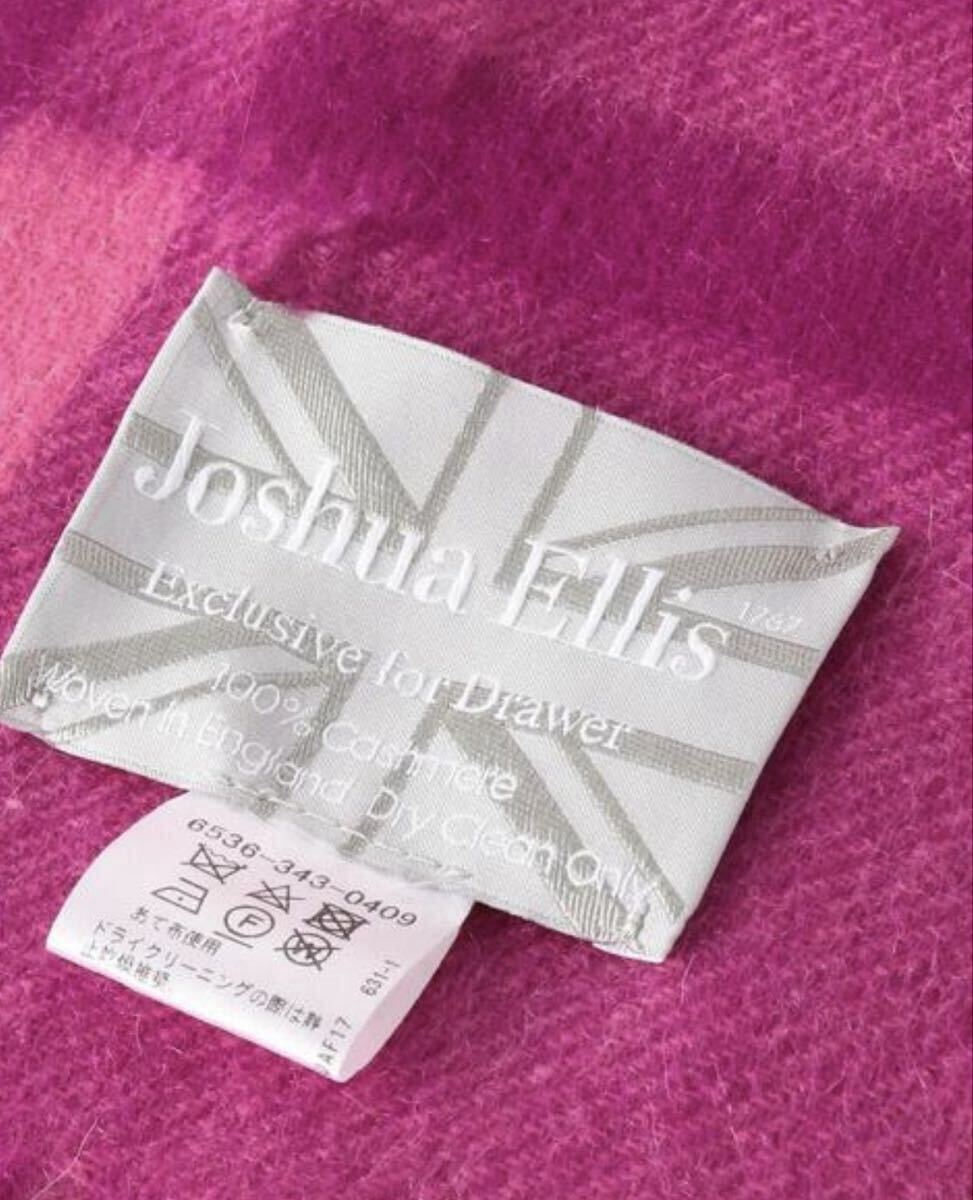 Joshua Ellis
1767
Exclusive for Drawer
100% Cashmere
Woven in England Dry Clean Only
6536-343-0409
あて布使用
ドライクリーニングの際は静
631-1
AF17